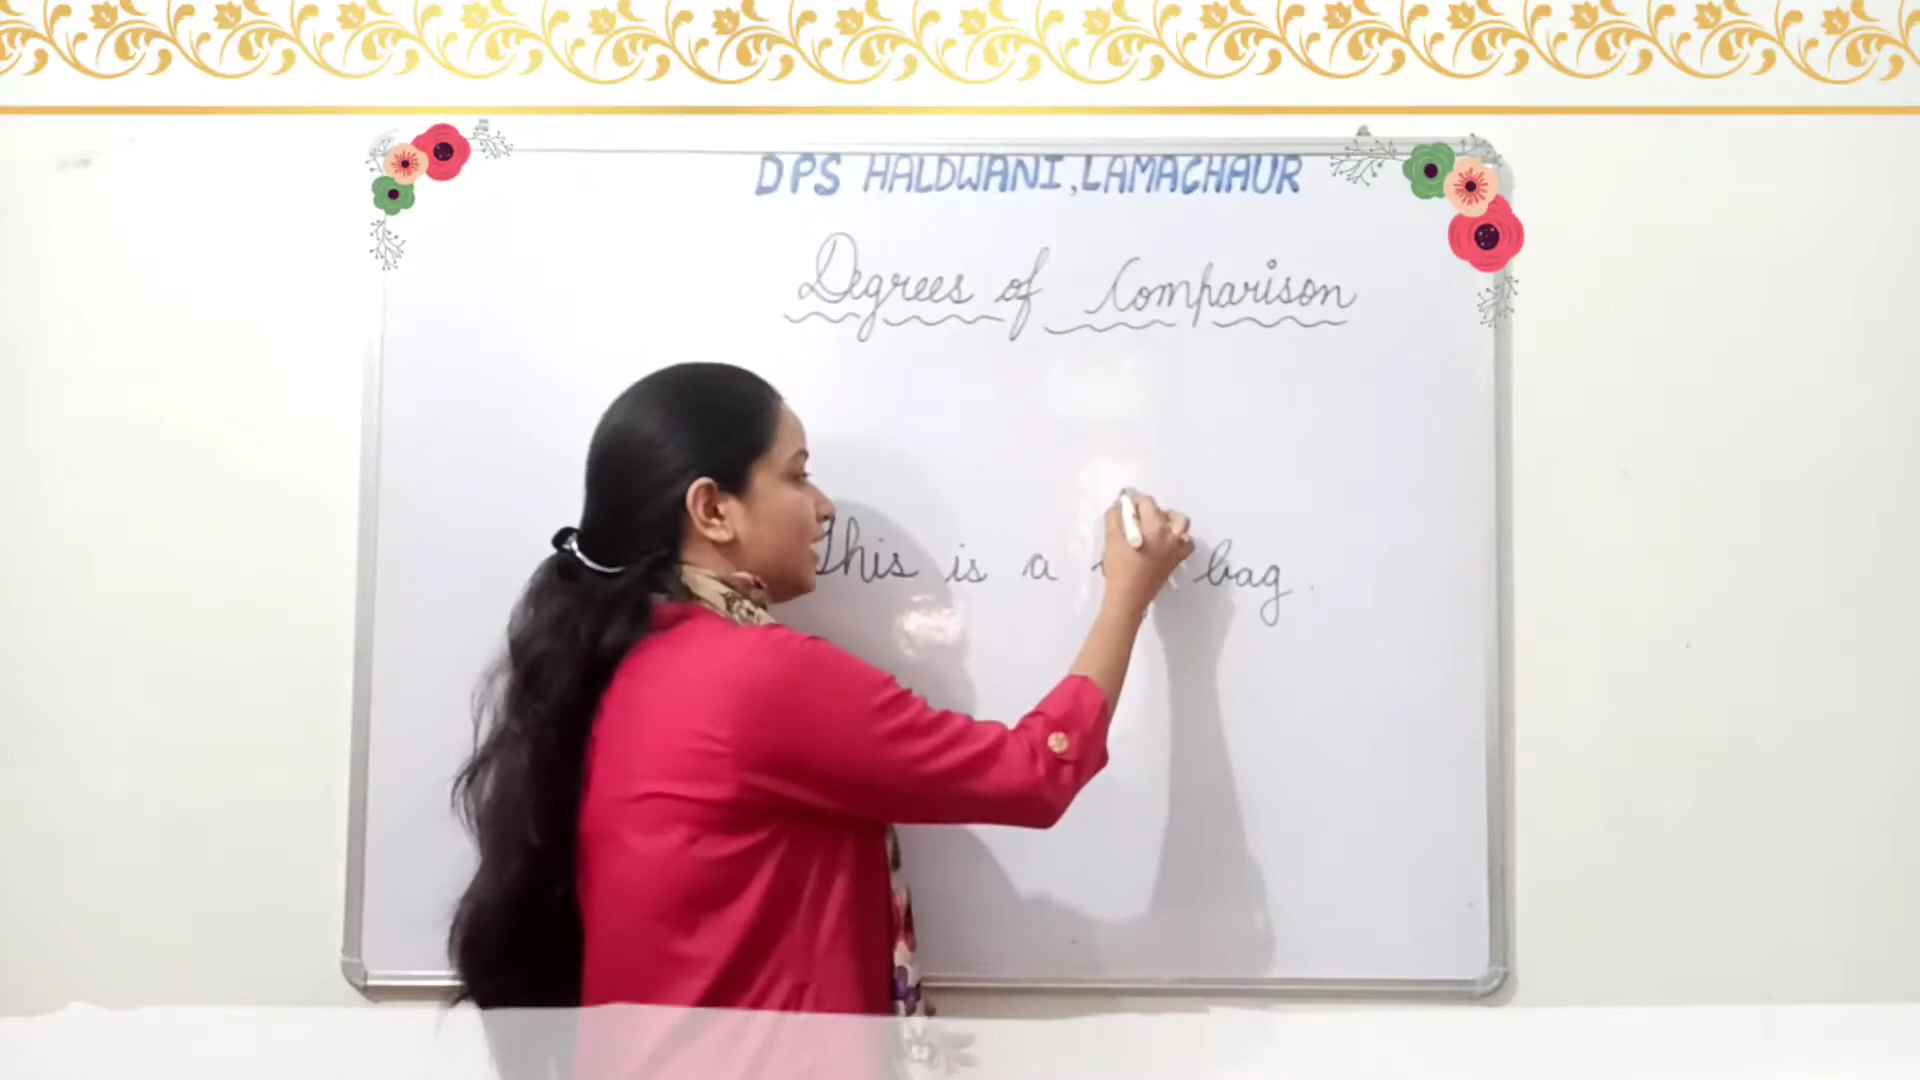 DPS HALDWANI, LAMACHAUR
Degrees of Comparison
This is a bag.